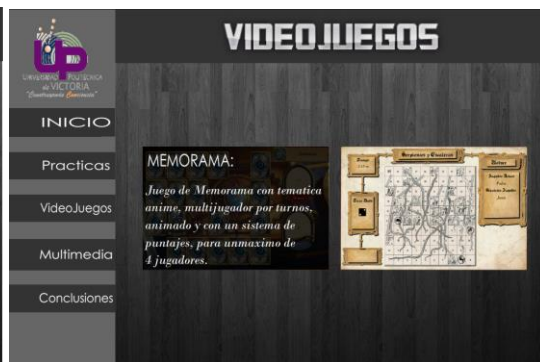 VIDEOJUEGOS
UNIVERSIDAD POLITECNICA
de VICTORIA
INICIO
Practicas
VideoJuegos
Multimedia
Conclusiones
MEMORAMA:
Juego de Memorama con tematica
anime, multijugador por turnos,
animado y con un sistema de
puntajes, para unmaximo de
4 jugadores.
Serpientes y Escaleras